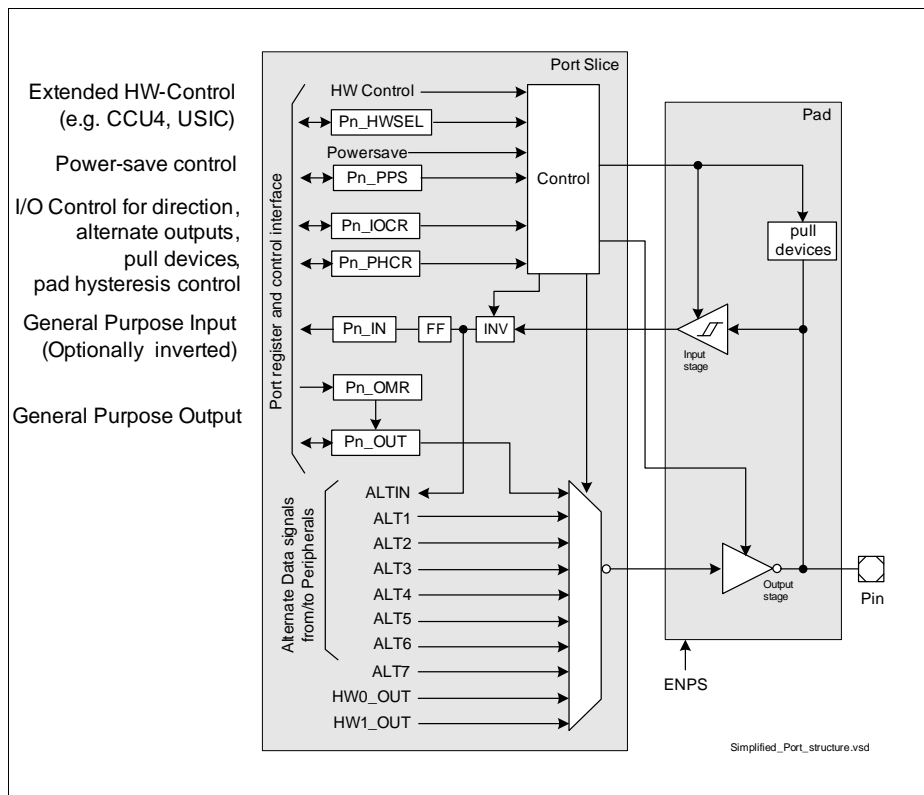 Port Slice
Pad
Extended HW-Control
(e.g. CCU4, USIC)
HW Control
Pn_HWSEL
Power-save control
Powersave
Pn_PPS
Control
I/O Control for direction,
alternate outputs,
pull devices,
pad hysteresis control
Pn_IOCR
Pn_PHCR
pull
devices
General Purpose Input
(Optionally inverted)
Pn_IN
FF
INV
Input
stage
Port register and control interface
General Purpose Output
Pn_OMR
Pn_OUT
Alternate Data signals
from/to Peripherals
ALTIN
ALT1
ALT2
ALT3
ALT4
ALT5
ALT6
ALT7
HW0_OUT
HW1_OUT
Output
stage
Pin
ENPS
Simplified_Port_structure.vsd